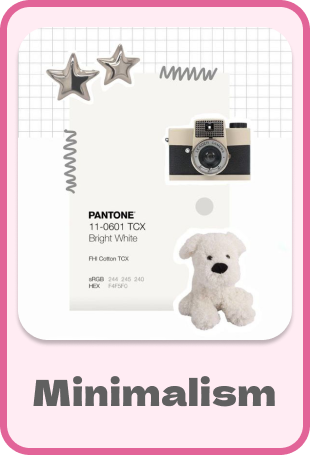 PANTONE
11-0601 TCX
Bright White
FHI Cotton TCX
sRGB 244 245 240
HEX #F4F5F0
Minimalism